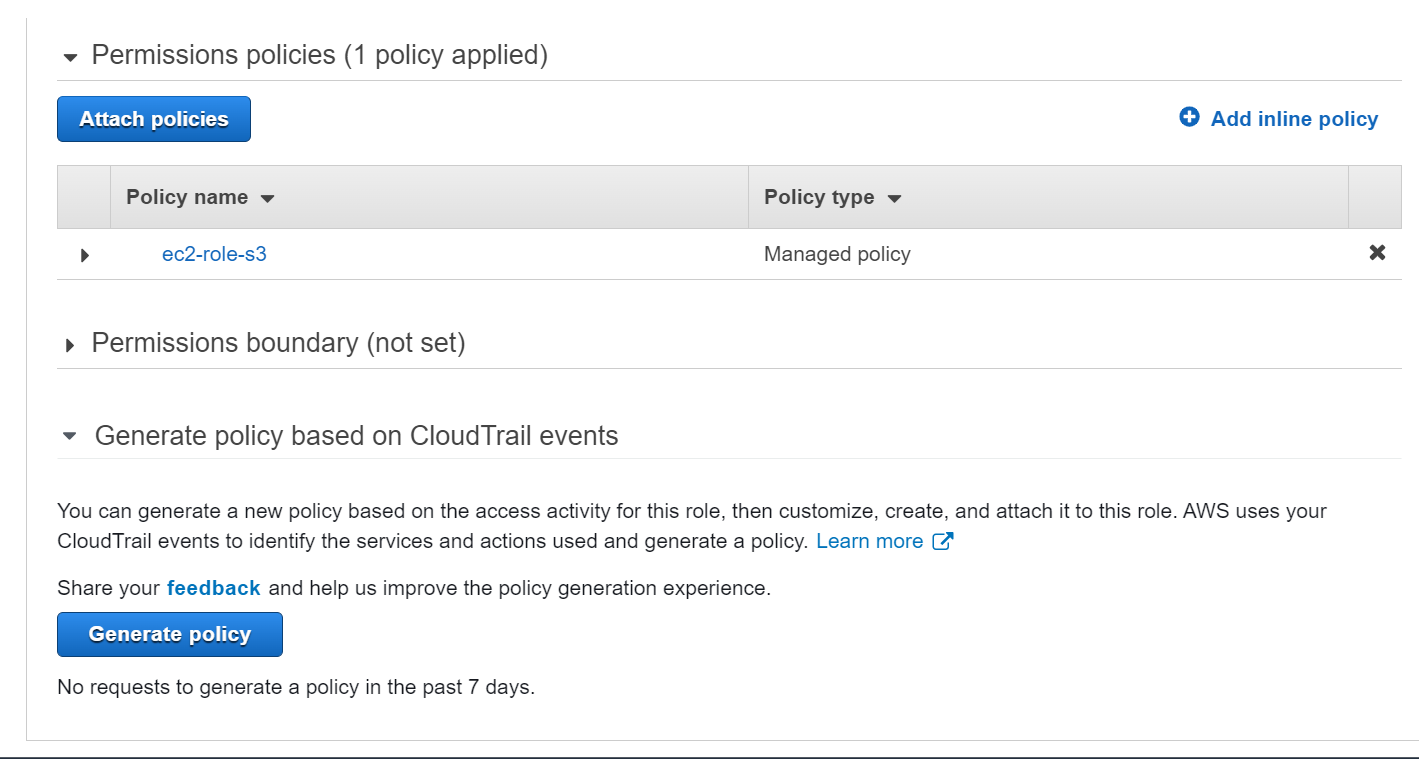 Permissions policies (1 policy applied)
Attach policies
Add inline policy
Policy name
Policy type
ec2-role-s3
Managed policy
Permissions boundary (not set)
Generate policy based on CloudTrail events
You can generate a new policy based on the access activity for this role, then customize, create, and attach it to this role. AWS uses your
CloudTrail events to identify the services and actions used and generate a policy. Learn more
Share your feedback and help us improve the policy generation experience.
Generate policy
No requests to generate a policy in the past 7 days.